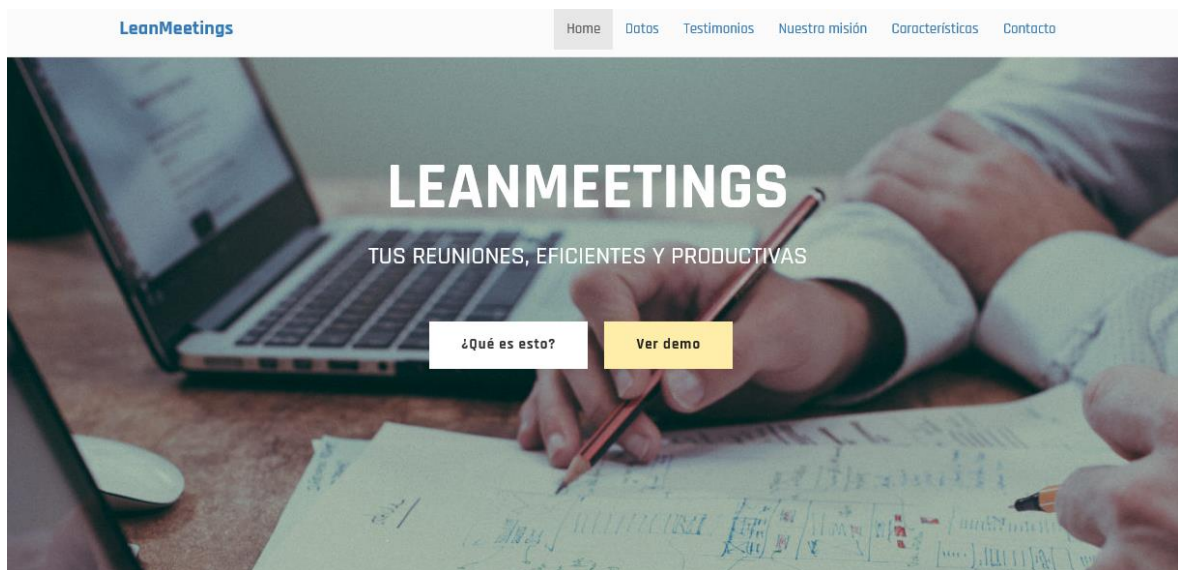 LeanMeetings
Home Datos Testimonios Nuestra misión Características Contacto
LEANMEETINGS
TUS REUNIONES, EFICIENTES Y PRODUCTIVAS
¿Qué es esto? Ver demo